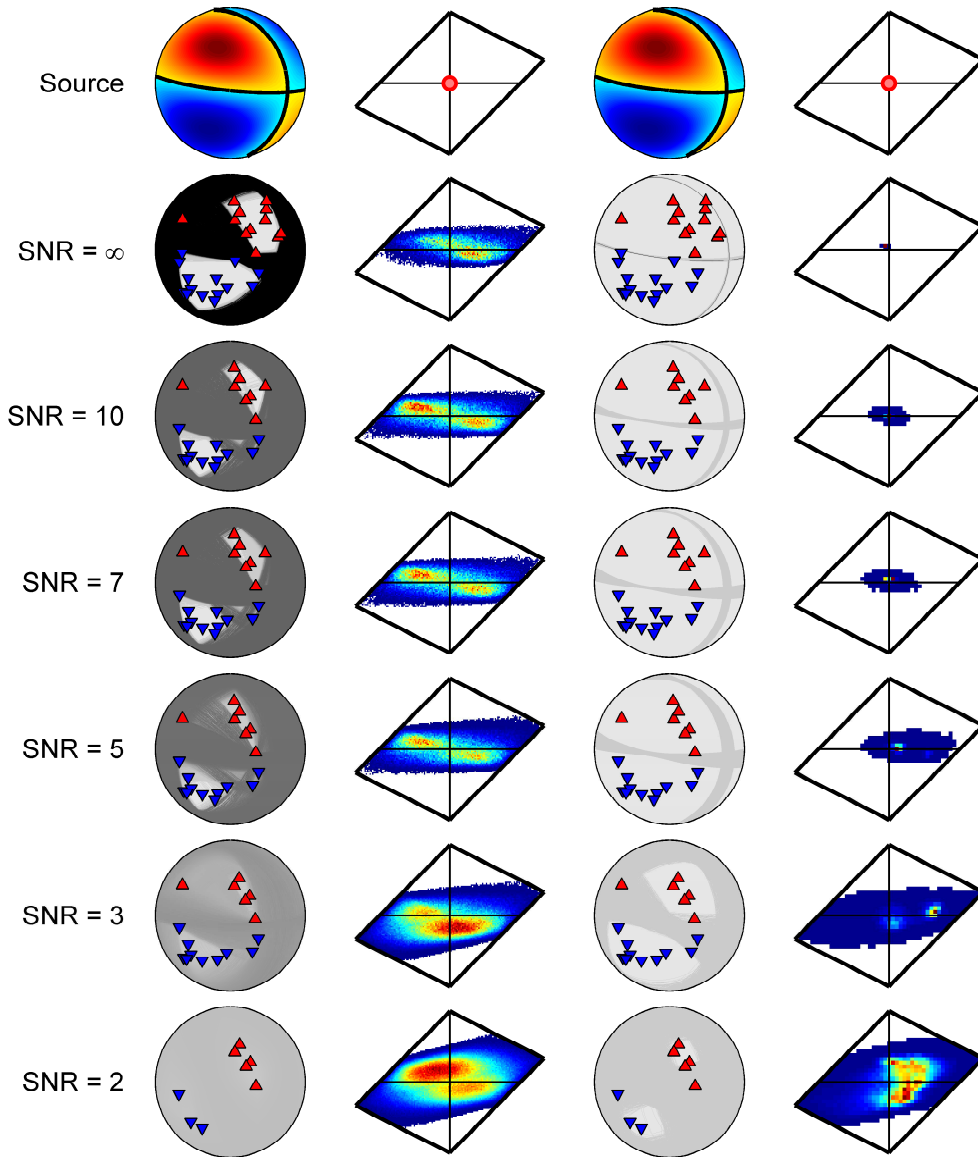 Source
SNR = ∞
SNR = 10
SNR = 7
SNR = 5
SNR = 3
SNR = 2